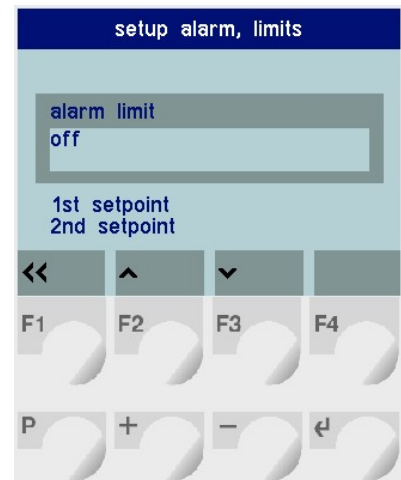 setup alarm, limits
alarm limit
off
1st setpoint
2nd setpoint
F1 F2 F3 F4
P + -